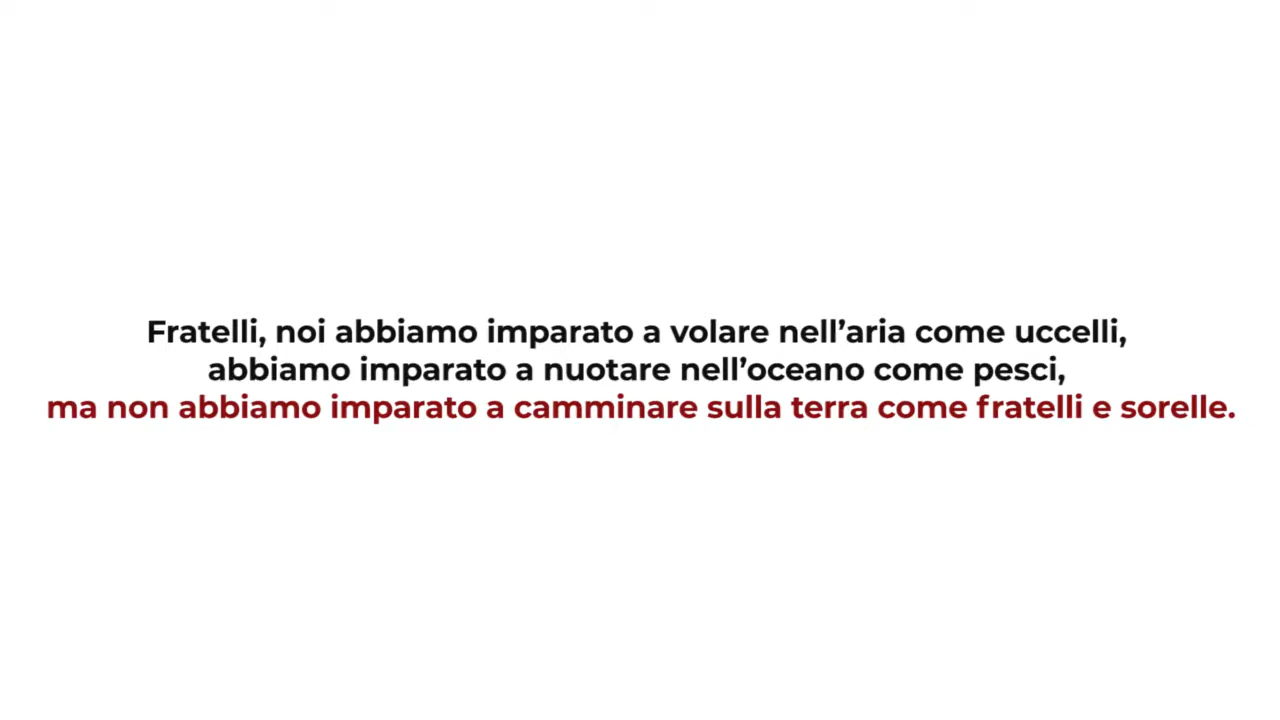 Fratelli, noi abbiamo imparato a volare nell’aria come uccelli,
abbiamo imparato a nuotare nell’oceano come pesci,
ma non abbiamo imparato a camminare sulla terra come fratelli e sorelle.